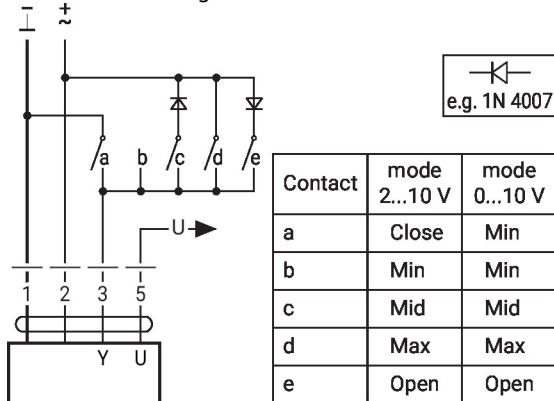 ⊥ ~
- +
e.g. 1N 4007
a b c d e
U
1 2 3 5
Y U
Contact mode 2...10 V mode 0...10 V
a Close Min
b Min Min
c Mid Mid
d Max Max
e Open Open